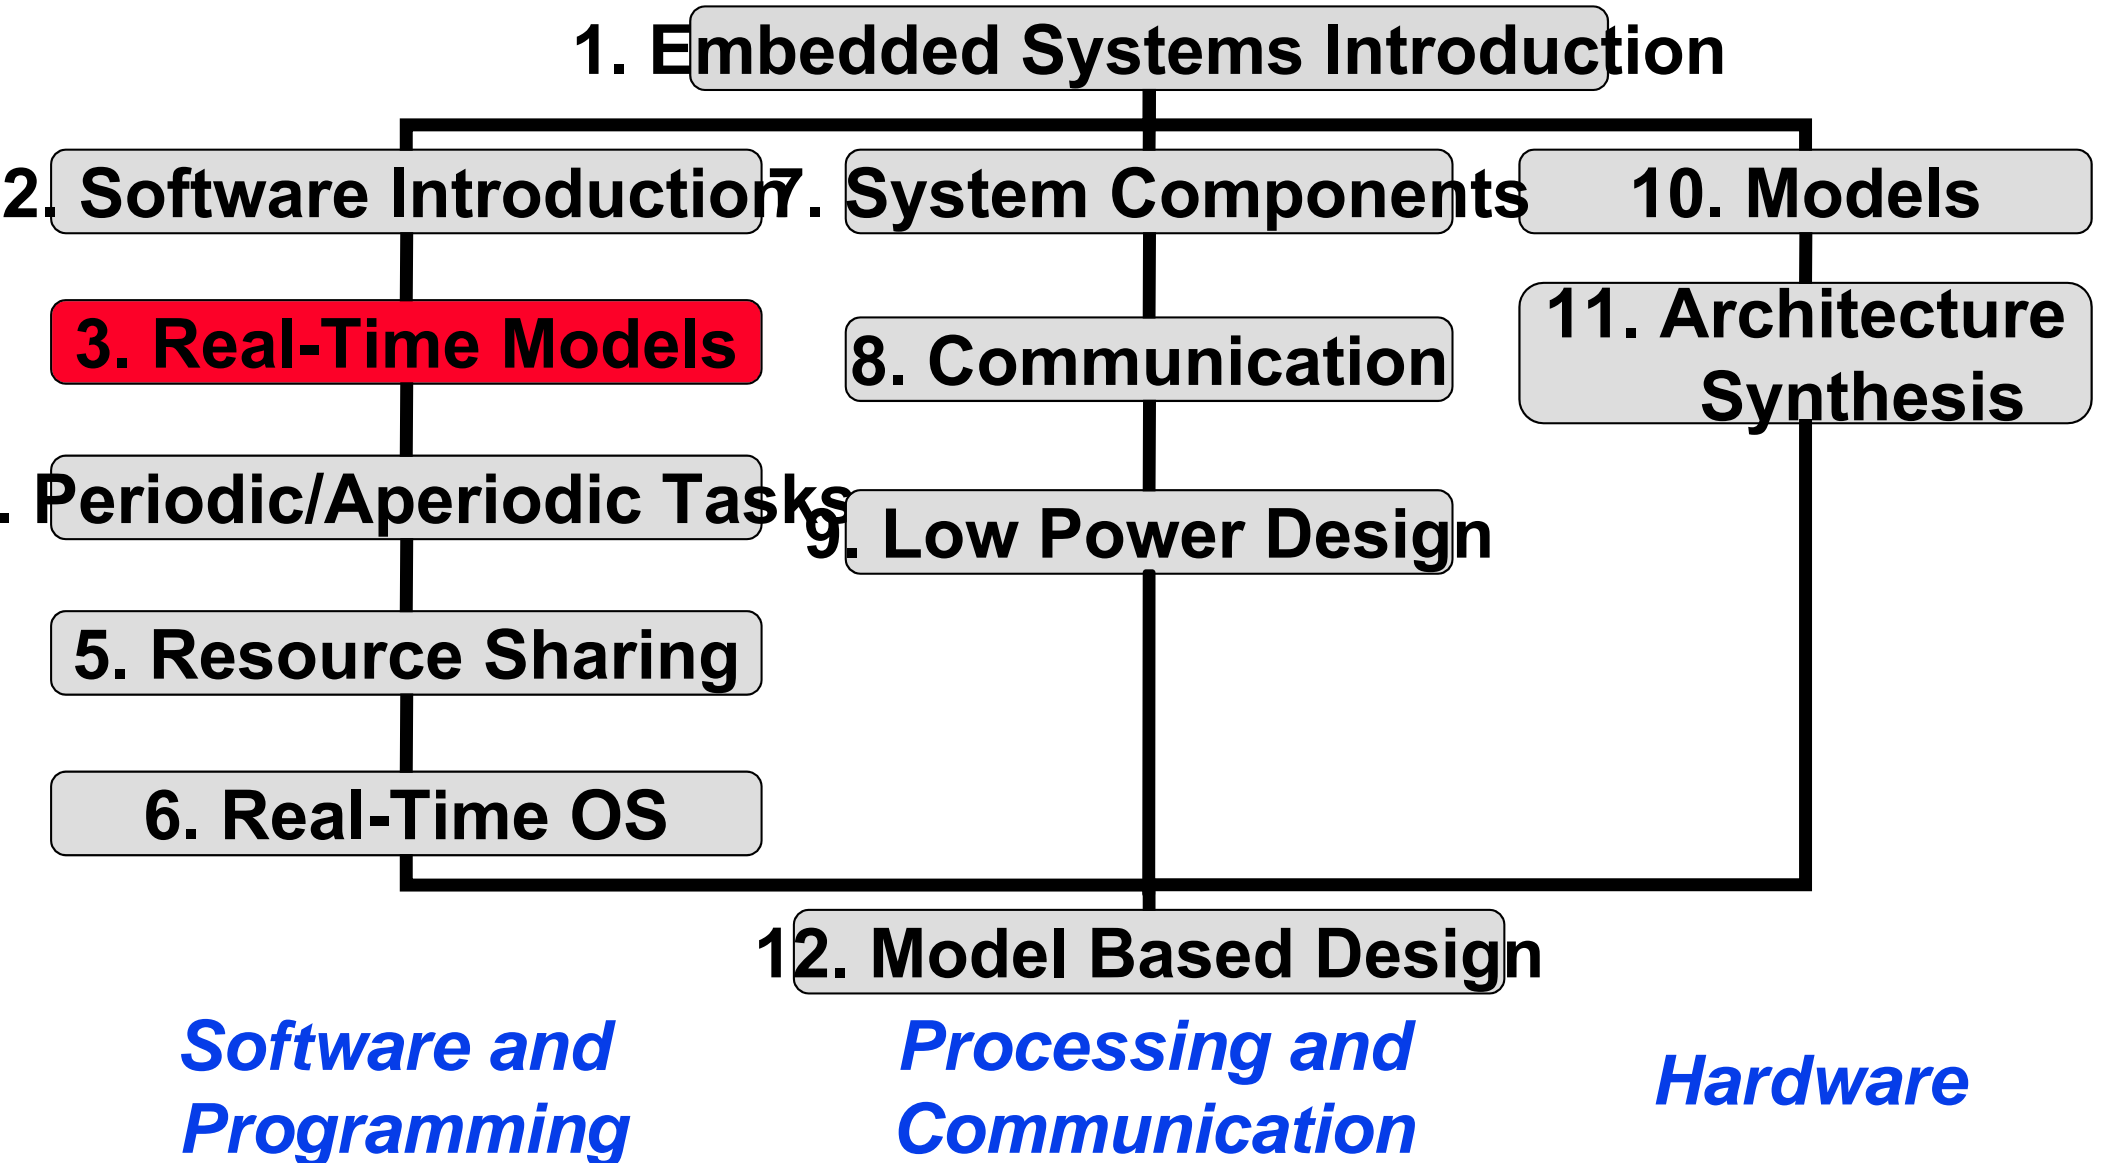 1. Embedded Systems Introduction
2. Software Introduction
7. System Components
10. Models
3. Real-Time Models
8. Communication
11. Architecture
Synthesis
. Periodic/Aperiodic Tasks
9. Low Power Design
5. Resource Sharing
6. Real-Time OS
12. Model Based Design
Software and
Programming
Processing and
Communication
Hardware